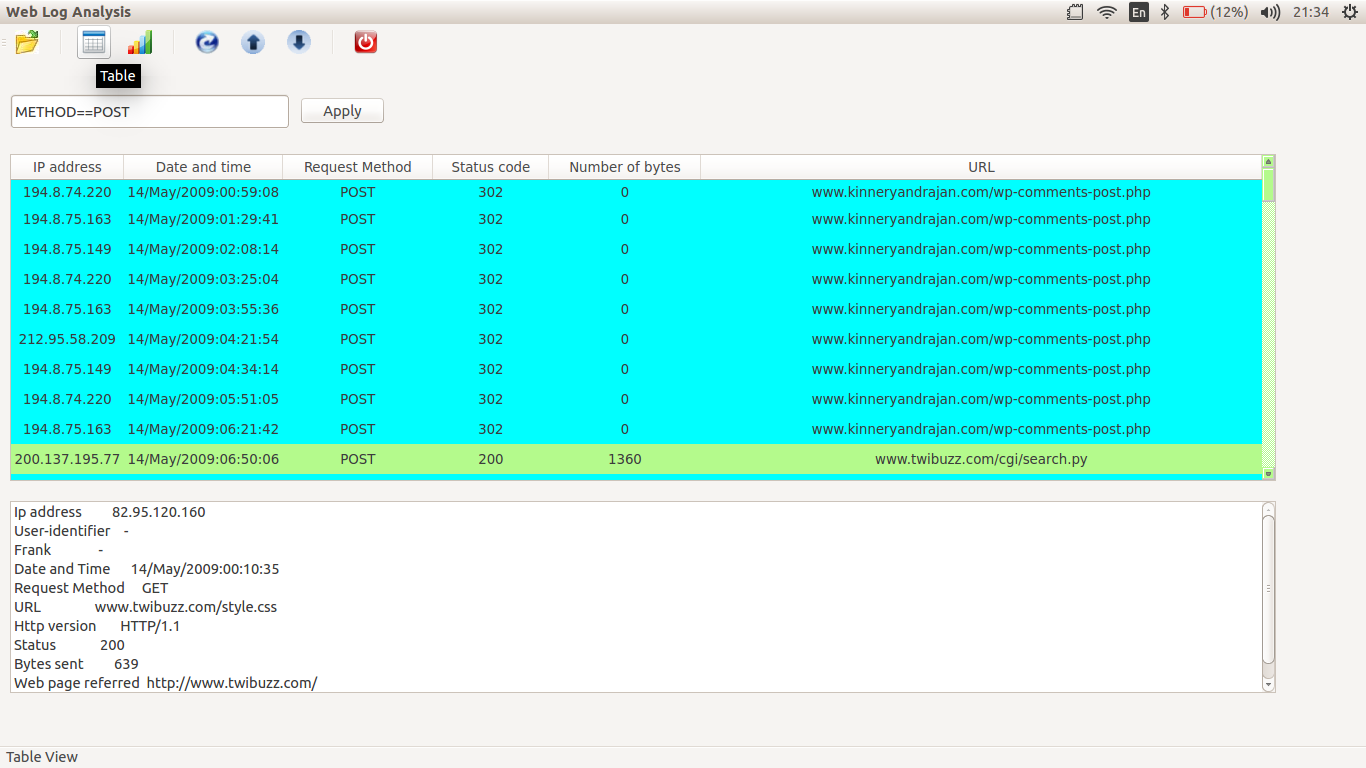 Web Log Analysis En (12%) 21:34
Table
METHOD==POST Apply
IP address Date and time Request Method Status code Number of bytes URL
194.8.74.220 14/May/2009:00:59:08 POST 302 0 www.kinneryandrajan.com/wp-comments-post.php
194.8.75.163 14/May/2009:01:29:41 POST 302 0 www.kinneryandrajan.com/wp-comments-post.php
194.8.75.149 14/May/2009:02:08:14 POST 302 0 www.kinneryandrajan.com/wp-comments-post.php
194.8.74.220 14/May/2009:03:25:04 POST 302 0 www.kinneryandrajan.com/wp-comments-post.php
194.8.75.163 14/May/2009:03:55:36 POST 302 0 www.kinneryandrajan.com/wp-comments-post.php
212.95.58.209 14/May/2009:04:21:54 POST 302 0 www.kinneryandrajan.com/wp-comments-post.php
194.8.75.149 14/May/2009:04:34:14 POST 302 0 www.kinneryandrajan.com/wp-comments-post.php
194.8.74.220 14/May/2009:05:51:05 POST 302 0 www.kinneryandrajan.com/wp-comments-post.php
194.8.75.163 14/May/2009:06:21:42 POST 302 0 www.kinneryandrajan.com/wp-comments-post.php
200.137.195.77 14/May/2009:06:50:06 POST 200 1360 www.twibuzz.com/cgi/search.py
Ip address 82.95.120.160
User-identifier -
Frank -
Date and Time 14/May/2009:00:10:35
Request Method GET
URL www.twibuzz.com/style.css
Http version HTTP/1.1
Status 200
Bytes sent 639
Web page referred http://www.twibuzz.com/
Table View